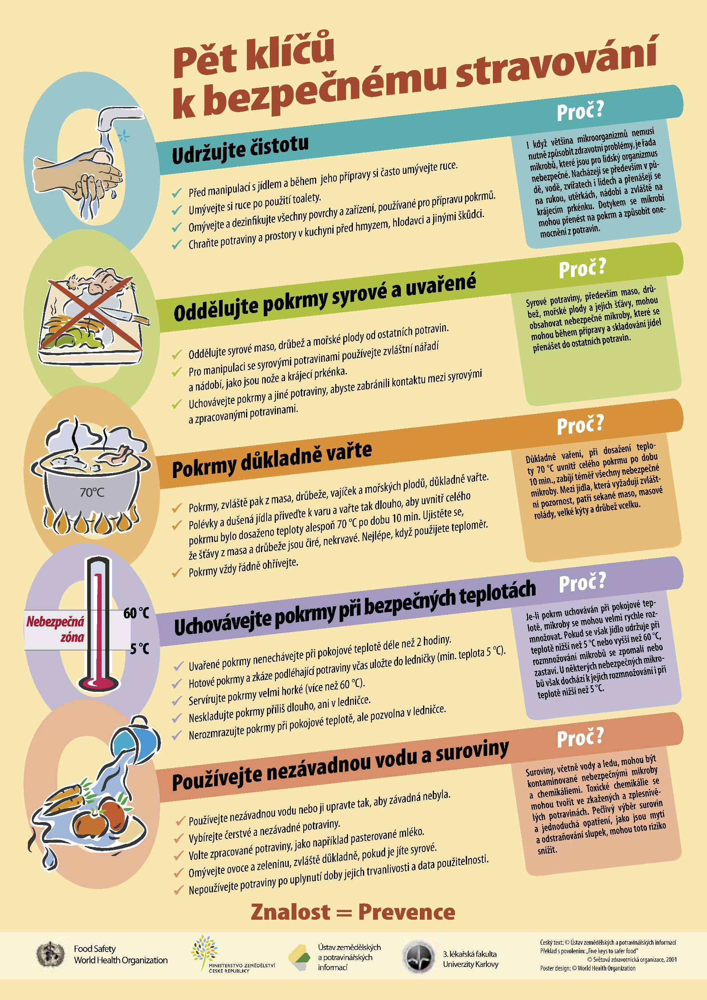 Pět klíčů
k bezpečnému stravování
Udržujte čistotu
Před manipulací s jídlem a během jeho přípravy si často umývejte ruce.
Umývejte si ruce po použití toalety.
Omývejte a dezinfikujte všechny povrchy a zařízení, používané pro přípravu pokrmů.
Chraňte potraviny a prostory v kuchyni před hmyzem, hlodavci a jinými škůdci.
Proč?
I když většina mikroorganizmů nemusí
nutně způsobit zdravotní problémy, je řada
mikrobů, které jsou pro lidský organizmus
nebezpečné. Nacházejí se především v pů-
dě, vodě, zvířatech i lidech a přenášejí se
na rukou, utěrkách, nádobí a zvláště na
krájecím prkénku. Dotykem se mikrobi
mohou přenést na pokrm a způsobit one-
mocnění z potravin.
Oddělujte pokrmy syrové a uvařené
Oddělujte syrové maso, drůbež a mořské plody od ostatních potravin.
Pro manipulaci se syrovými potravinami používejte zvláštní nářadí
a nádobí, jako jsou nože a krájecí prkénka.
Uchovávejte pokrmy a jiné potraviny, abyste zabránili kontaktu mezi syrovými
a zpracovanými potravinami.
Proč?
Syrové potraviny, především maso, drů-
bež, mořské plody a jejich šťávy, mohou
obsahovat nebezpečné mikroby, které se
mohou během přípravy a skladování jídel
přenášet do ostatních potravin.
70°C
Pokrmy důkladně vařte
Pokrmy, zvláště pak z masa, drůbeže, vajíček a mořských plodů, důkladně vařte.
Polévky a dušená jídla přiveďte k varu a vařte tak dlouho, aby uvnitř celého
pokrmu bylo dosaženo teploty alespoň 70 °C po dobu 10 min. Ujistěte se,
že šťávy z masa a drůbeže jsou čiré, nekrvavé. Nejlépe, když použijete teploměr.
Pokrmy vždy řádně ohřívejte.
Proč?
Důkladné vaření, při dosažení teplo-
ty 70 °C uvnitř celého pokrmu po dobu
10 min., zabíjí téměř všechny nebezpečné
mikroby. Mezi jídla, která vyžadují zvlášt-
ní pozornost, patří sekané maso, masové
rolády, velké kýty a drůbež vcelku.
60 °C
Nebezpečná
zóna
5 °C
Uchovávejte pokrmy při bezpečných teplotách
Uvařené pokrmy nenechávejte při pokojové teplotě déle než 2 hodiny.
Hotové pokrmy a zkáze podléhající potraviny včas uložte do ledničky (min. teplota 5 °C).
Servírujte pokrmy velmi horké (více než 60 °C).
Neskladujte pokrmy příliš dlouho, ani v ledničce.
Nerozmrazujte pokrmy při pokojové teplotě, ale pozvolna v ledničce.
Proč?
Je-li pokrm uchováván při pokojové tep-
lotě, mikroby se mohou velmi rychle roz-
množovat. Pokud se však jídlo udržuje při
teplotě nižší než 5 °C nebo vyšší než 60 °C,
rozmnožování mikrobů se zpomalí nebo
zastaví. U některých nebezpečných mikro-
bů však dochází k jejich rozmnožování i při
teplotě nižší než 5 °C.
Používejte nezávadnou vodu a suroviny
Používejte nezávadnou vodu nebo ji upravte tak, aby závadná nebyla.
Vybírejte čerstvé a nezávadné potraviny.
Volte zpracované potraviny, jako například pasterované mléko.
Omývejte ovoce a zeleninu, zvláště důkladně, pokud je jíte syrové.
Nepoužívejte potraviny po uplynutí doby jejich trvanlivosti a data použitelnosti.
Proč?
Suroviny, včetně vody a ledu, mohou být
kontaminované nebezpečnými mikroby
a chemikáliemi. Toxické chemikálie se
mohou tvořit ve zkažených a zplesnivě-
lých potravinách. Pečlivý výběr surovin
a jednoduchá opatření, jako jsou mytí
a odstraňování slupek, mohou toto riziko
snížit.
Znalost = Prevence
Food Safety
World Health Organization
MINISTERSTVO ZEMĚDĚLSTVÍ
ČESKÉ REPUBLIKY
Ústav zemědělských
a potravinářských
informací
3. lékařská fakulta
Univerzity Karlovy
Český text: © Ústav zemědělských a potravinářských informací
Překlad s povolením: „Five keys to safer food"
© Světová zdravotnická organizace, 2001
Poster design: © World Health Organization